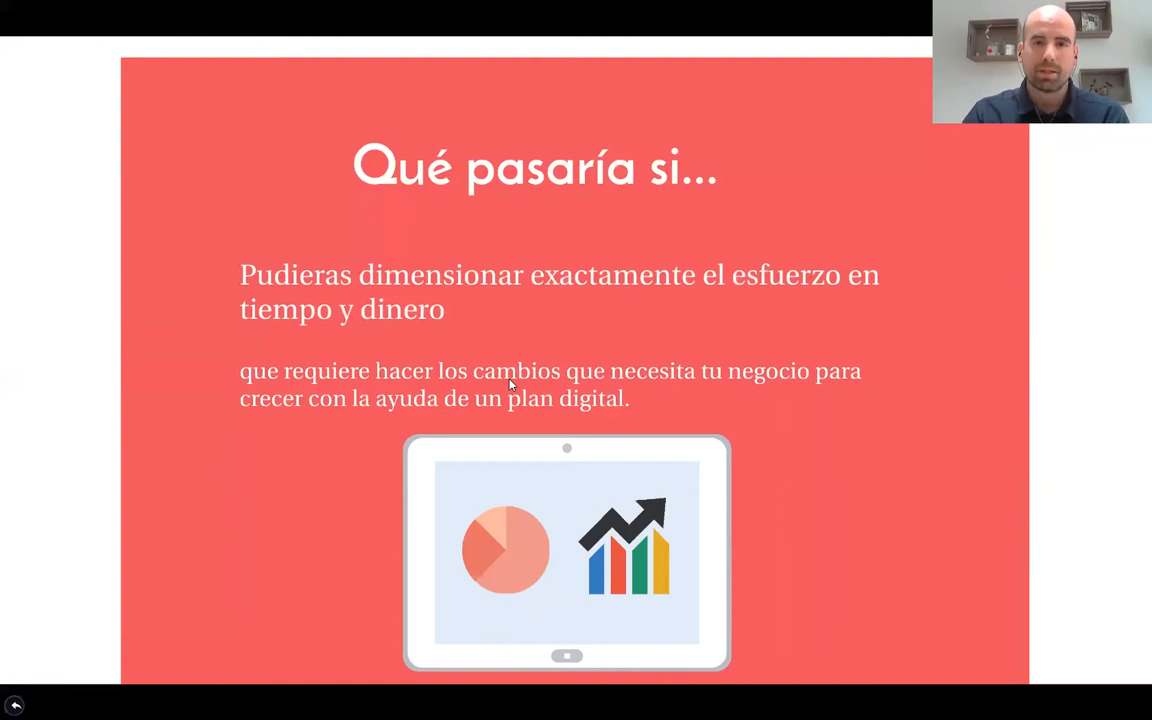 Qué pasaría si...
Pudieras dimensionar exactamente el esfuerzo en
tiempo y dinero
que requiere hacer los cambios que necesita tu negocio para
crecer con la ayuda de un plan digital.